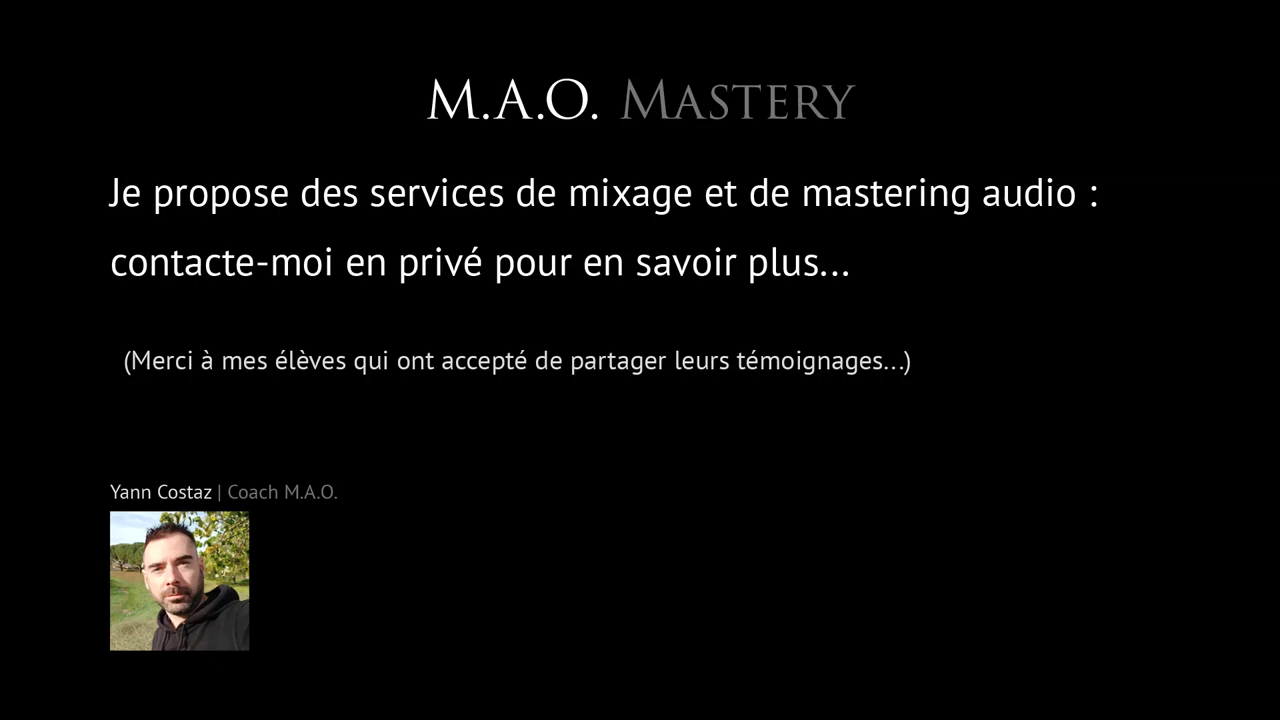 M.A.O. MASTERY
Je propose des services de mixage et de mastering audio :
contacte-moi en privé pour en savoir plus...
(Merci à mes élèves qui ont accepté de partager leurs témoignages...)
Yann Costaz | Coach M.A.O.